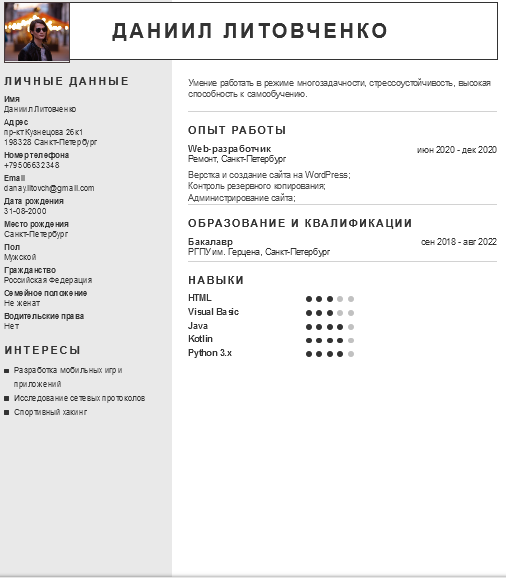 ДАНИИЛ ЛИТОВЧЕНКО
ЛИЧНЫЕ ДАННЫЕ
Имя
Даниил Литовченко
Адрес
пр-кт Кузнецова 26к1
198328 Санкт-Петербург
Номер телефона
+79506632348
Email
danay.litovch@gmail.com
Дата рождения
31-08-2000
Место рождения
Санкт-Петербург
Пол
Мужской
Гражданство
Российская Федерация
Семейное положение
Не женат
Водительские права
Нет
ИНТЕРЕСЫ
Разработка мобильных игр и
приложений
Исследование сетевых протоколов
Спортивный хакинг
Умение работать в режиме многозадачности, стрессоустойчивость, высокая
способность к самообучению.
ОПЫТ РАБОТЫ
Web-разработчик июн 2020 - дек 2020
Ремонт, Санкт-Петербург
Верстка и создание сайта на WordPress;
Контроль резервного копирования;
Администрирование сайта;
ОБРАЗОВАНИЕ И КВАЛИФИКАЦИИ
Бакалавр сен 2018 - авг 2022
РГПУ им. Герцена, Санкт-Петербург
НАВЫКИ
HTML
Visual Basic
Java
Kotlin
Python 3.x